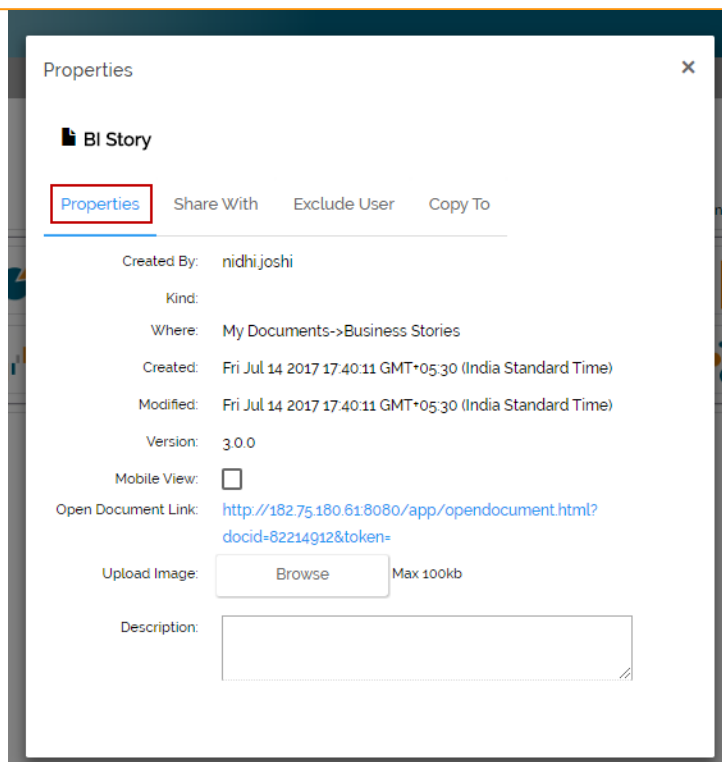 Properties ×
BI Story
Properties Share With Exclude User Copy To
Created By: nidhi.joshi
Kind:
Where: My Documents->Business Stories
Created: Fri Jul 14 2017 17:40:11 GMT+05:30 (India Standard Time)
Modified: Fri Jul 14 2017 17:40:11 GMT+05:30 (India Standard Time)
Version: 3.0.0
Mobile View:
Open Document Link: http://182.75.180.61:8080/app/opendocument.html?
docid=82214912&token=
Upload Image: Browse Max 100kb
Description: